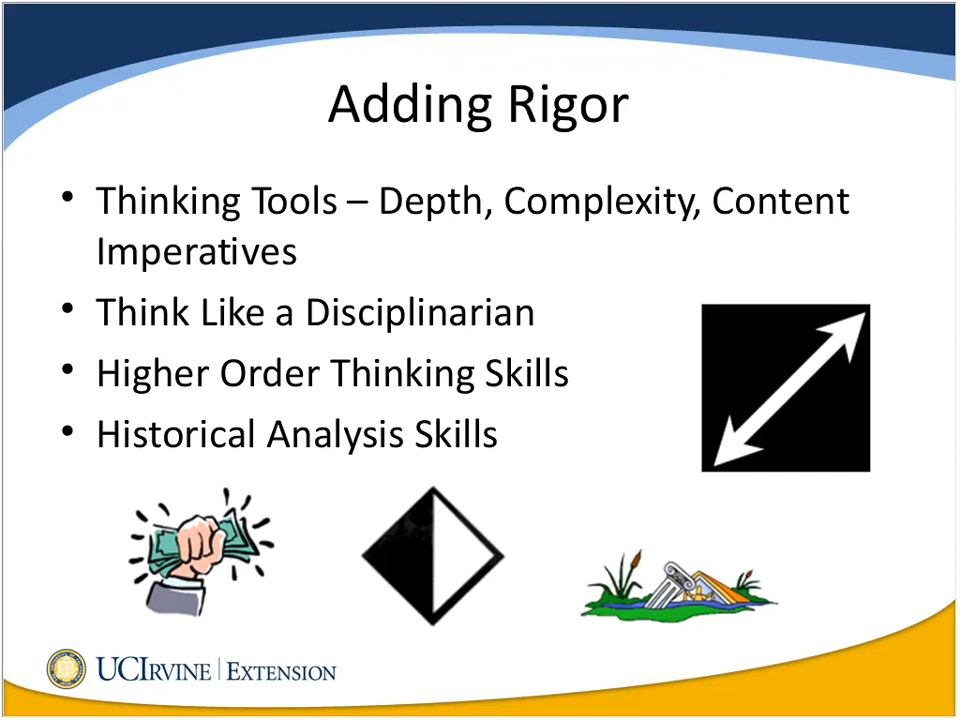 Adding Rigor
• Thinking Tools – Depth, Complexity, Content
Imperatives
• Think Like a Disciplinarian
• Higher Order Thinking Skills
• Historical Analysis Skills
UCIRVINE | EXTENSION